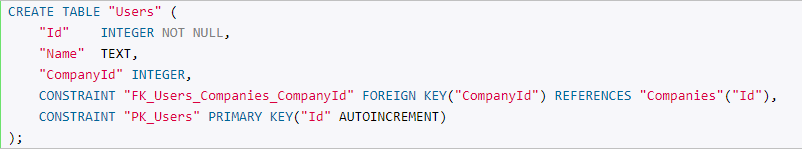 CREATE TABLE "Users" (
    "Id"    INTEGER NOT NULL,
    "Name"  TEXT,
    "CompanyId" INTEGER,
    CONSTRAINT "FK_Users_Companies_CompanyId" FOREIGN KEY("CompanyId") REFERENCES "Companies"("Id"),
    CONSTRAINT "PK_Users" PRIMARY KEY("Id" AUTOINCREMENT)
);